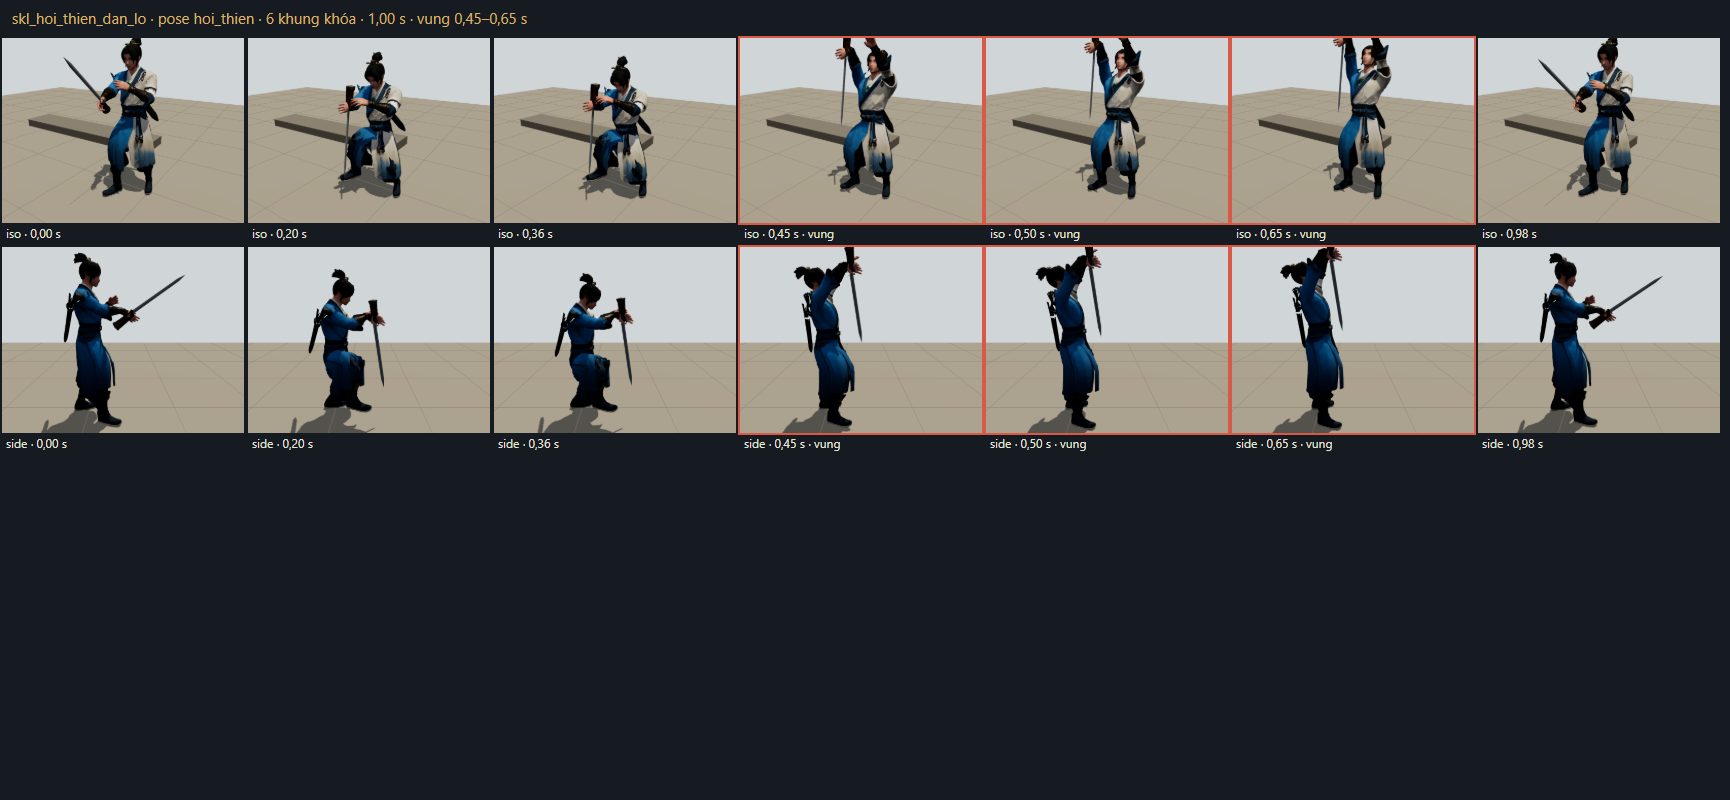 skl_hoi_thien_dan_lo · pose hoi_thien · 6 khung khóa · 1,00 s · vung 0,45–0,65 s
iso · 0,00 s
iso · 0,20 s
iso · 0,36 s
iso · 0,45 s · vung
iso · 0,50 s · vung
iso · 0,65 s · vung
iso · 0,98 s
side · 0,00 s
side · 0,20 s
side · 0,36 s
side · 0,45 s · vung
side · 0,50 s · vung
side · 0,65 s · vung
side · 0,98 s